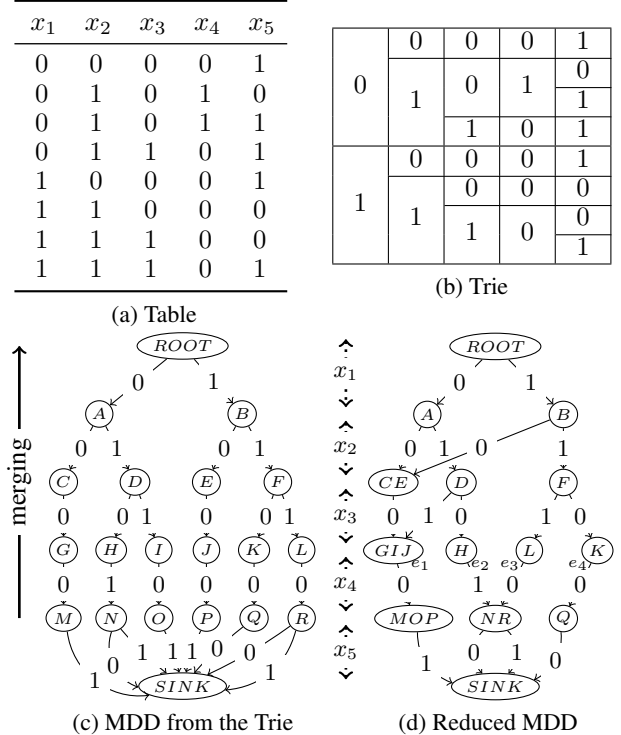 x1 x2 x3 x4 x5
0 0 0 0 1
0 1 0 1 0
0 1 0 1 1
0 1 1 0 1
1 0 0 0 1
1 1 0 0 0
1 1 1 0 0
1 1 1 0 1
(a) Table
0 0 0 0 1
1 0 1 0
1
1 0 1
1 0 0 0 1
1 0 0 0
1 0 0
1
(b) Trie
merging
ROOT
0 1
A B
0 1 0 1
C D E F
0 0 1 0 0 1
G H I J K L
0 1 0 0 0 0
M N O P Q R
1 0 1 1 1 0 0 1
SINK
(c) MDD from the Trie
x1
x2
x3
x4
x5
ROOT
0 1
A B
0 1 0 1
CE D F
0 1 0 1 0
GIJ H L K
e1 e2 e3 e4
0 1 0 0
MOP NR Q
1 0 1 0
SINK
(d) Reduced MDD